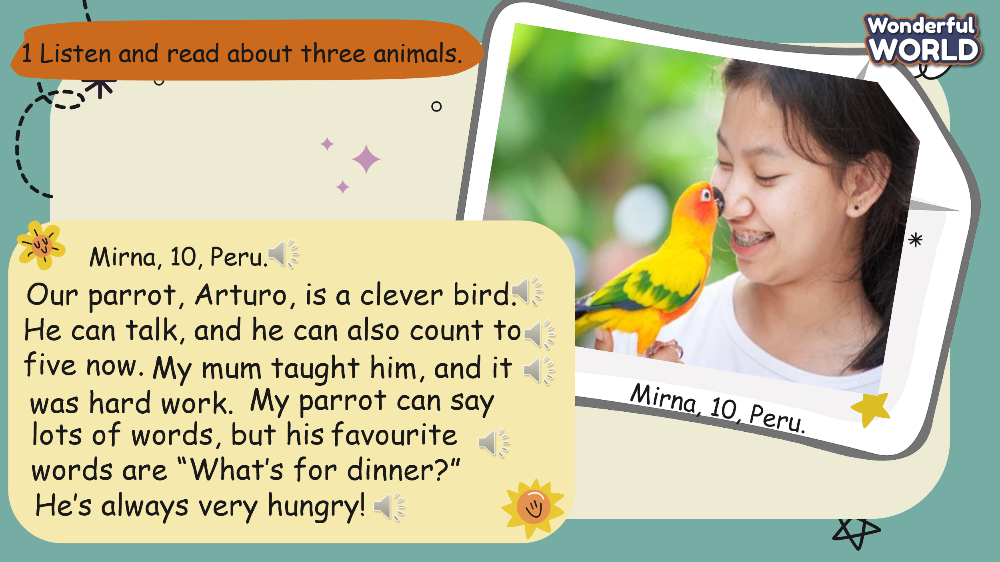 1 Listen and read about three animals.
Wonderful
WORLD
Mirna, 10, Peru.
Our parrot, Arturo, is a clever bird.
He can talk, and he can also count to
five now. My mum taught him, and it
was hard work. My parrot can say
lots of words, but his favourite
words are "What's for dinner?"
He's always very hungry!
Mirna, 10, Peru.